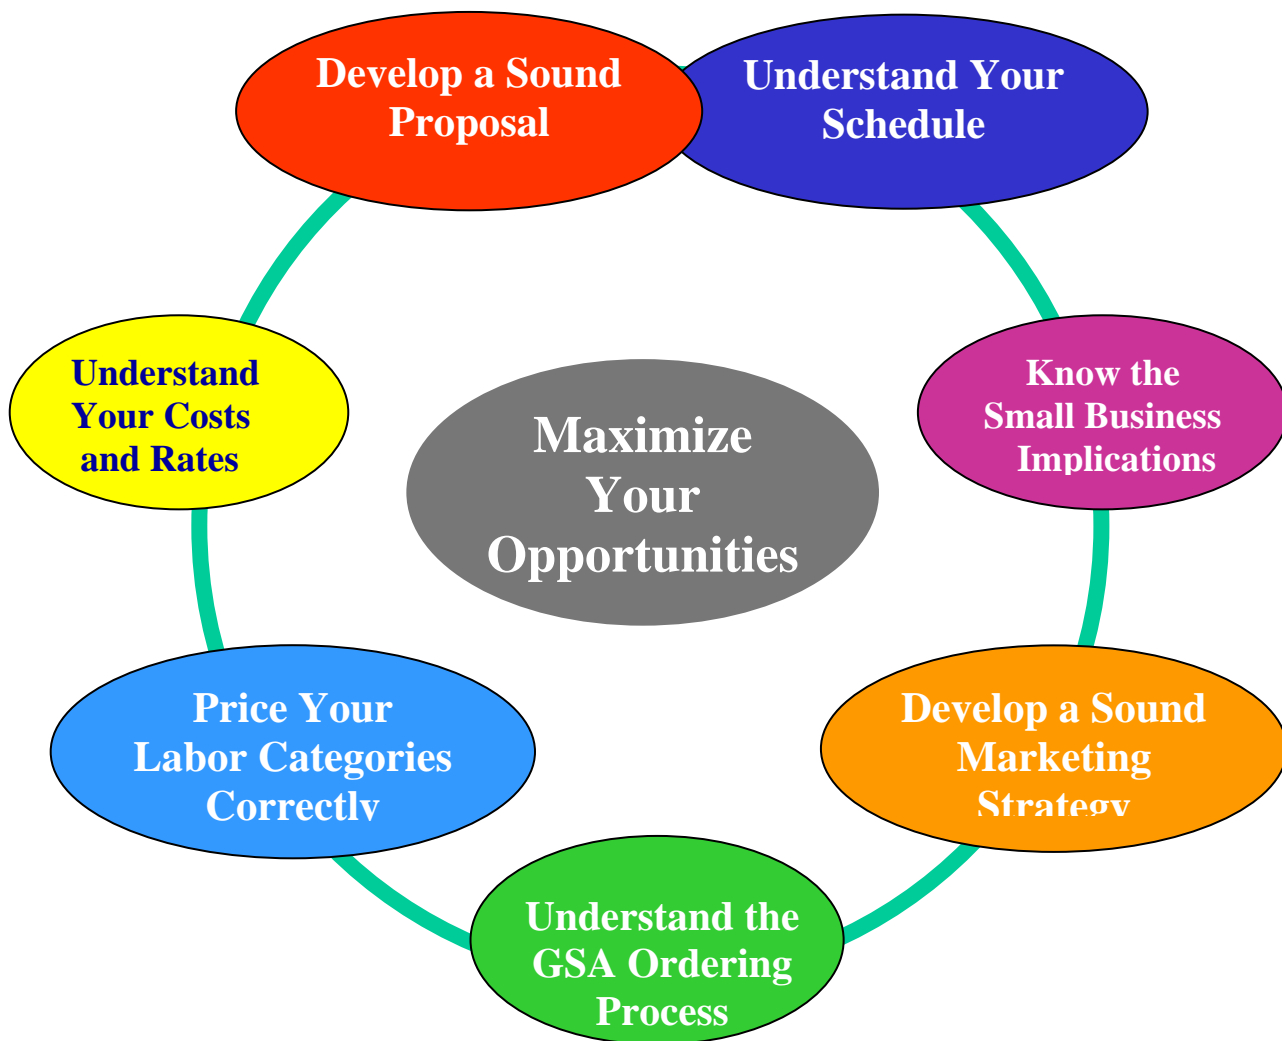 Develop a Sound
Proposal
Understand Your
Schedule
Understand
Your Costs
and Rates
Maximize
Your
Opportunities
Know the
Small Business
Implications
Price Your
Labor Categories
Correctly
Develop a Sound
Marketing
Strategy
Understand the
GSA Ordering
Process